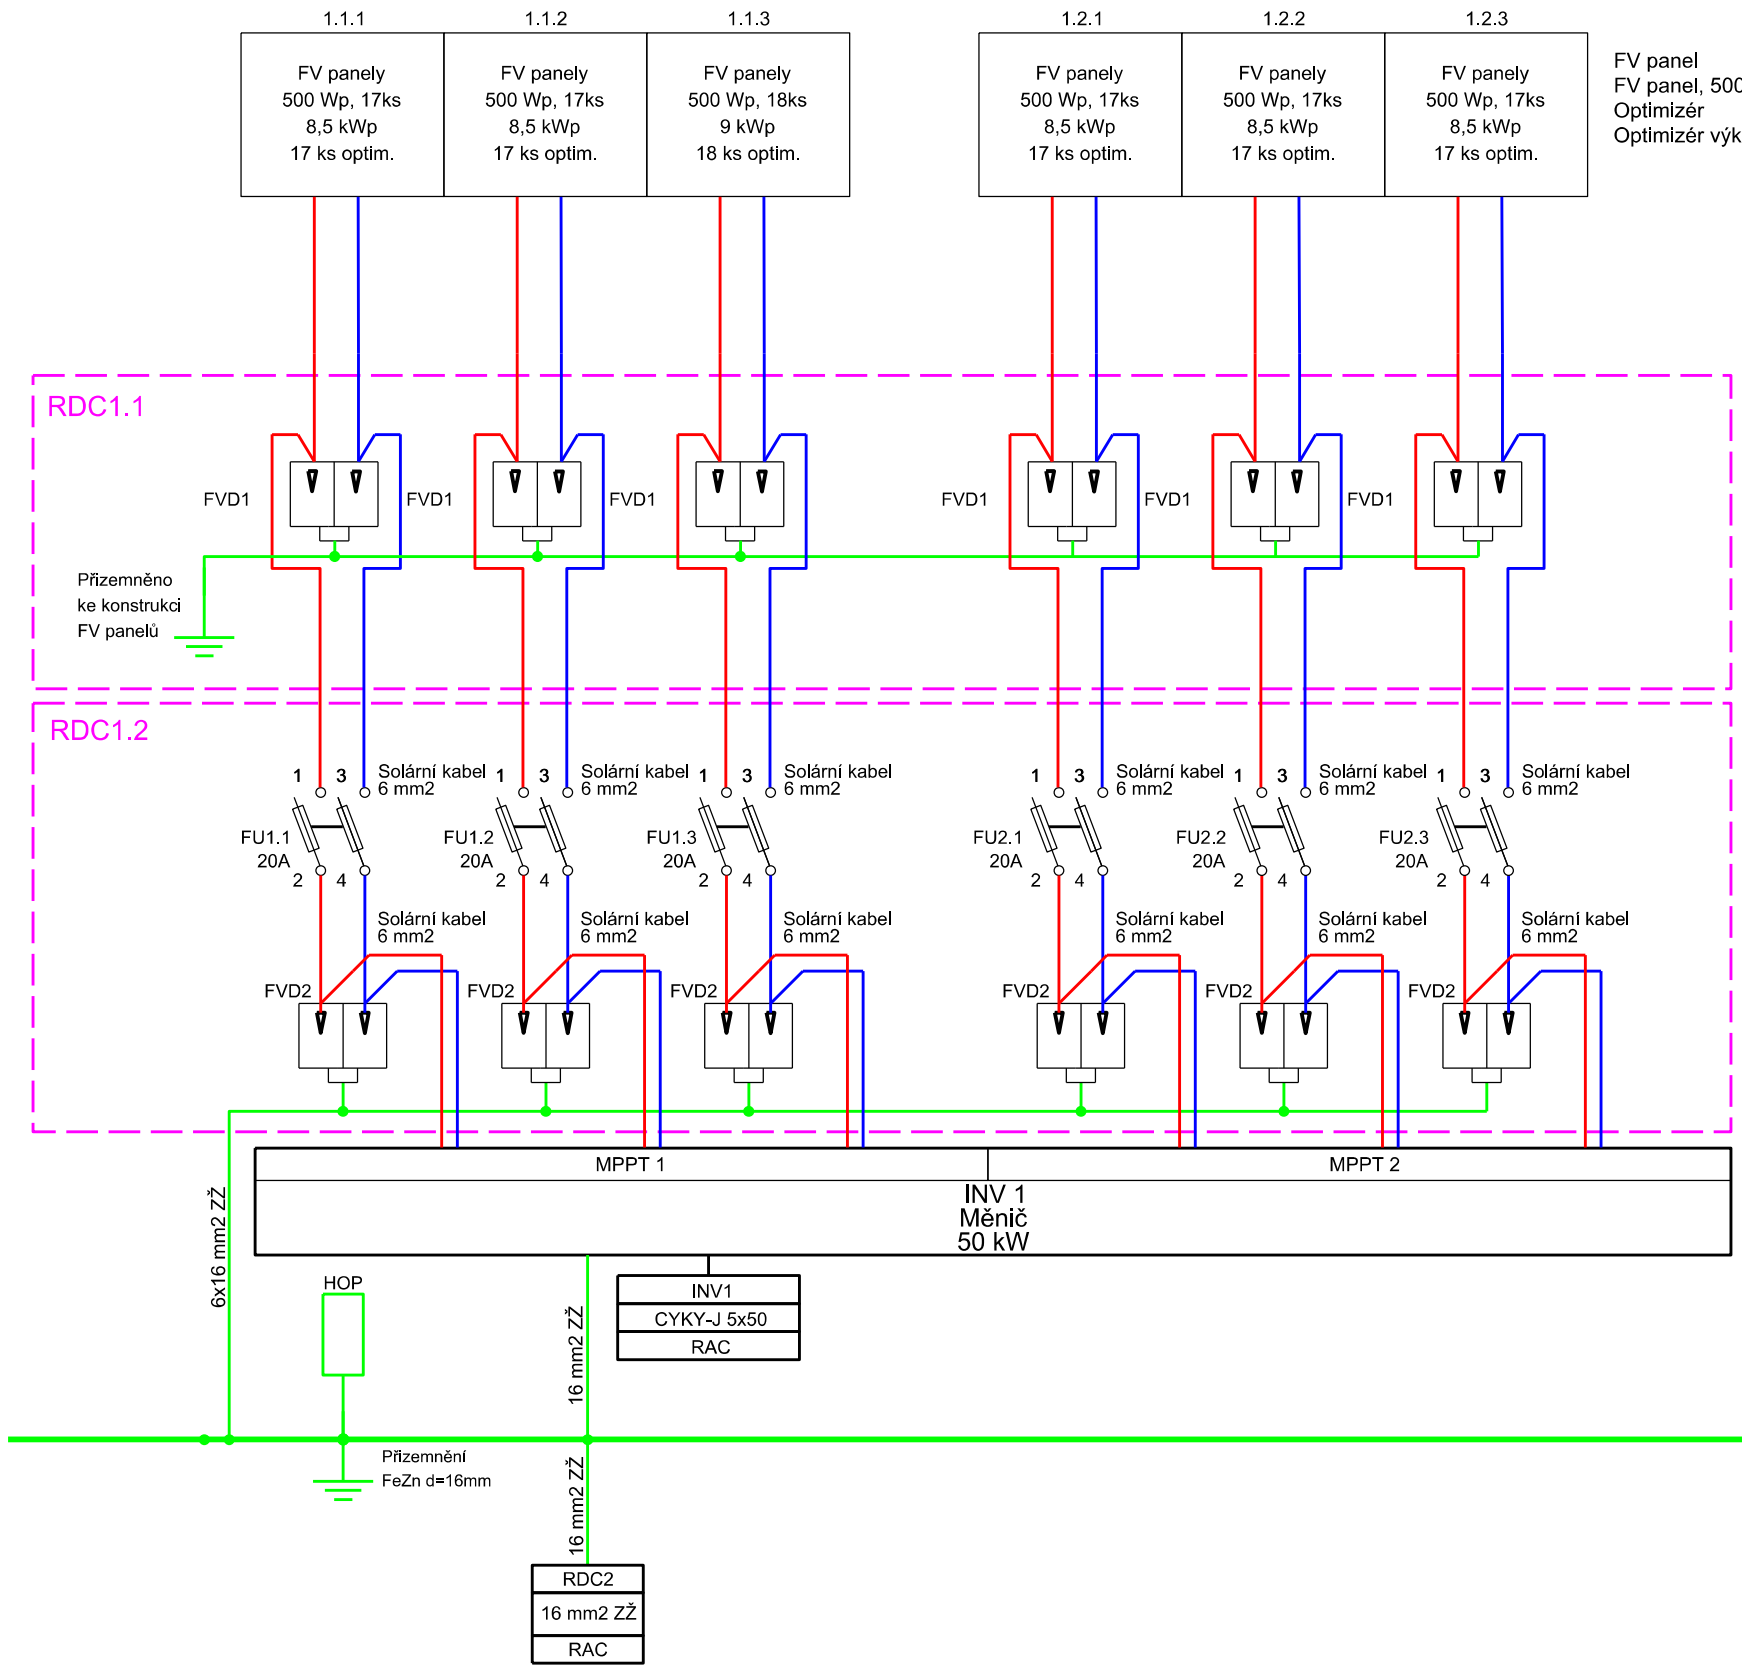 1.1.1
1.1.2
1.1.3
1.2.1
1.2.2
1.2.3
FV panely
500 Wp, 17ks
8,5 kWp
17 ks optim.
FV panely
500 Wp, 17ks
8,5 kWp
17 ks optim.
FV panely
500 Wp, 18ks
9 kWp
18 ks optim.
FV panely
500 Wp, 17ks
8,5 kWp
17 ks optim.
FV panely
500 Wp, 17ks
8,5 kWp
17 ks optim.
FV panely
500 Wp, 17ks
8,5 kWp
17 ks optim.
FV panel
FV panel, 500
Optimizér
Optimizér výk
RDC1.1
FVD1
FVD1
FVD1
FVD1
FVD1
FVD1
Přizemněno
ke konstrukci
FV panelů
RDC1.2
1
3
Solární kabel
6 mm2
FU1.1
20A
2
4
1
3
Solární kabel
6 mm2
FU1.2
20A
2
4
1
3
Solární kabel
6 mm2
FU1.3
20A
2
4
1
3
Solární kabel
6 mm2
FU2.1
20A
2
4
1
3
Solární kabel
6 mm2
FU2.2
20A
2
4
1
3
Solární kabel
6 mm2
FU2.3
20A
2
4
Solární kabel
6 mm2
FVD2
Solární kabel
6 mm2
FVD2
Solární kabel
6 mm2
FVD2
Solární kabel
6 mm2
FVD2
Solární kabel
6 mm2
FVD2
Solární kabel
6 mm2
FVD2
MPPT 1
MPPT 2
INV 1
Měnič
50 kW
6x16 mm2 ZŽ
HOP
INV1
CYKY-J 5x50
RAC
16 mm2 ZŽ
Přizemnění
FeZn d=16mm
16 mm2 ZŽ
RDC2
16 mm2 ZŽ
RAC